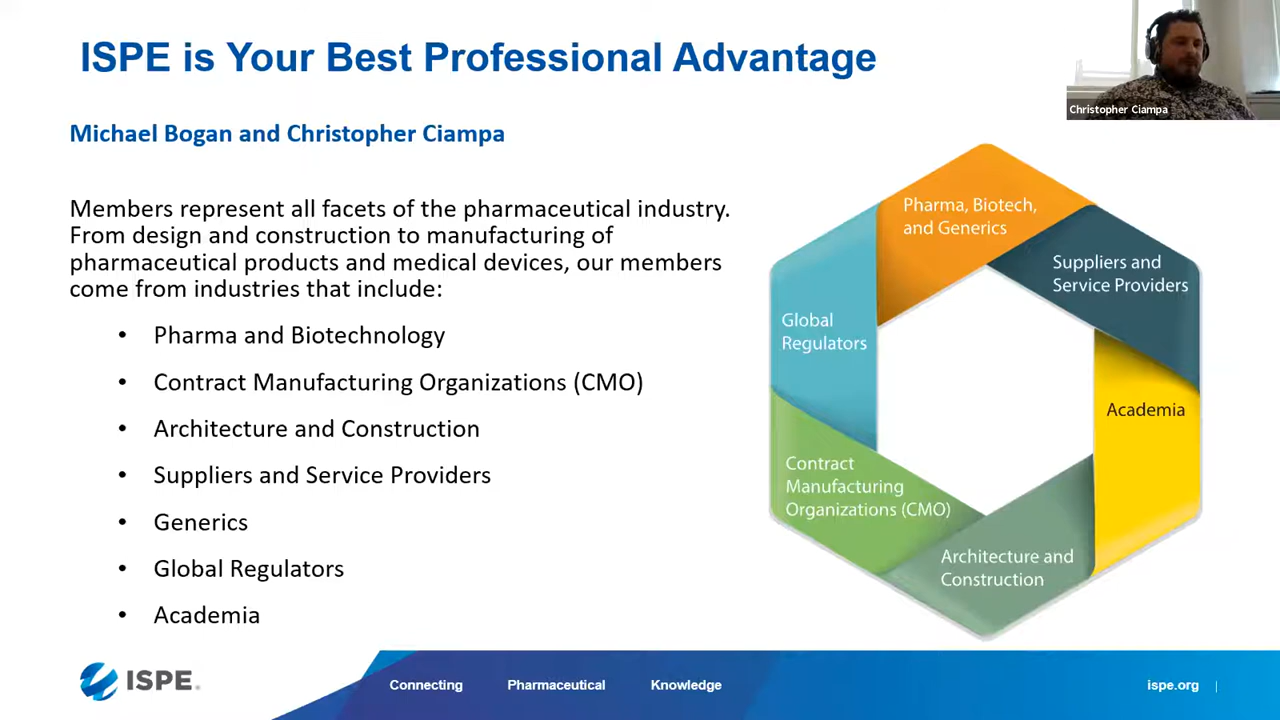 ISPE is Your Best Professional Advantage
Christopher Ciampa
Michael Bogan and Christopher Ciampa
Members represent all facets of the pharmaceutical industry.
From design and construction to manufacturing of
pharmaceutical products and medical devices, our members
come from industries that include:
• Pharma and Biotechnology
• Contract Manufacturing Organizations (CMO)
• Architecture and Construction
• Suppliers and Service Providers
• Generics
• Global Regulators
• Academia
Pharma, Biotech,
and Generics
Suppliers and
Service Providers
Academia
Architecture and
Construction
Contract
Manufacturing
Organizations (CMO)
Global
Regulators
ISPE®
Connecting Pharmaceutical Knowledge
ispe.org |